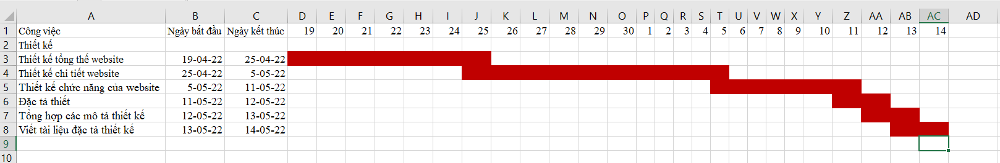 A B C D E F G H I J K L M N O P Q R S T U V W X Y Z AA AB AC AD
1 Công việc Ngày bắt đầu Ngày kết thúc 19 20 21 22 23 24 25 26 27 28 29 30 1 2 3 4 5 6 7 8 9 10 11 12 13 14
2 Thiết kế
3 Thiết kế tổng thể website 19-04-22 25-04-22
4 Thiết kế chi tiết website 25-04-22 5-05-22
5 Thiết kế chức năng của website 5-05-22 11-05-22
6 Đặc tả thiết 11-05-22 12-05-22
7 Tổng hợp các mô tả thiết kế 12-05-22 13-05-22
8 Viết tài liệu đặc tả thiết kế 13-05-22 14-05-22
9
10